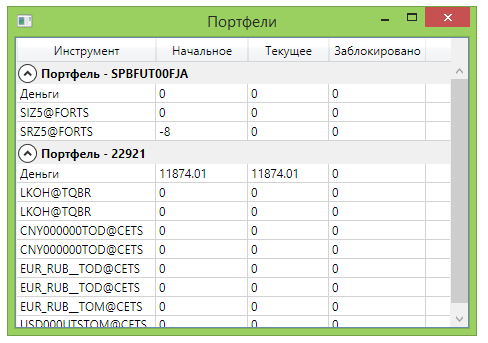 Портфели
Инструмент Начальное Текущее Заблокировано
Портфель - SPBFUT00FJA
Деньги 0 0 0
SIZ5@FORTS 0 0 0
SRZ5@FORTS -8 0 0
Портфель - 22921
Деньги 11874.01 11874.01 0
LKOH@TQBR 0 0 0
LKOH@TQBR 0 0 0
CNY000000TOD@CETS 0 0 0
CNY000000TOD@CETS 0 0 0
EUR_RUB__TOD@CETS 0 0 0
EUR_RUB__TOD@CETS 0 0 0
EUR_RUB__TOM@CETS 0 0 0
USD000UTSTOM@CETS 0 0 0